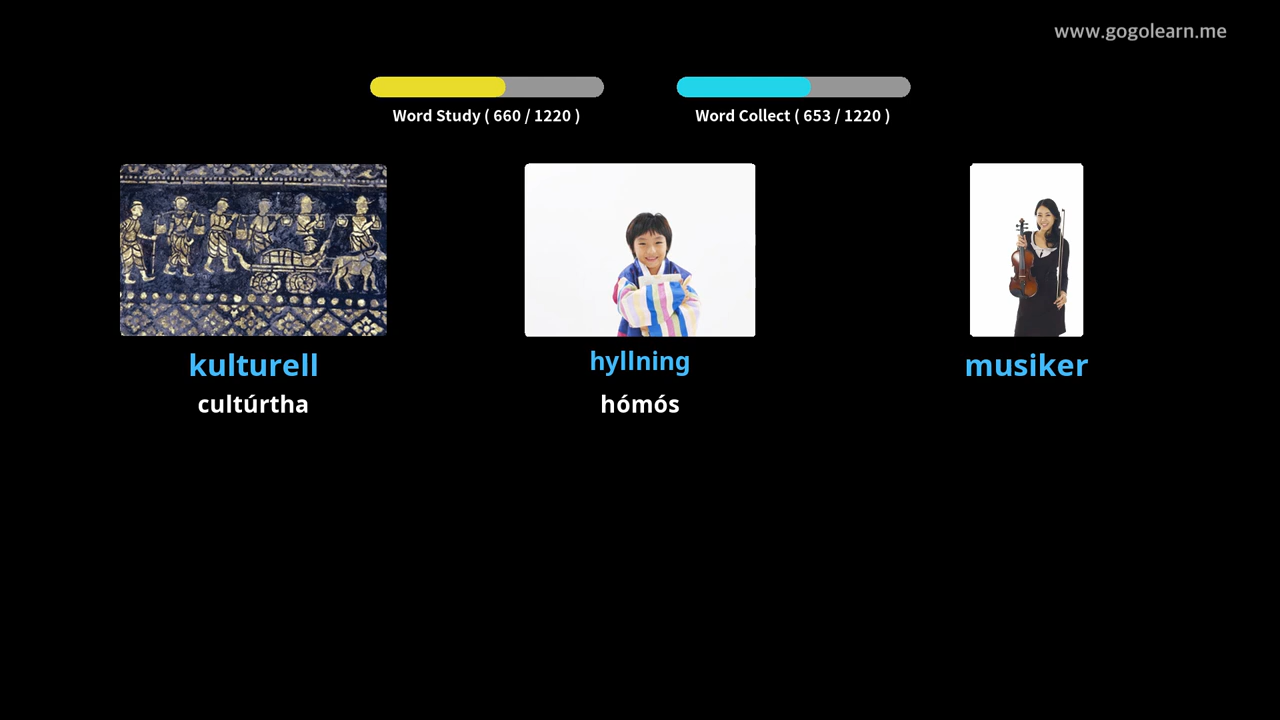 www.gogolearn.me
Word Study ( 660 / 1220 )
Word Collect ( 653 / 1220 )
kulturell
cultúrtha
hyllning
hómós
musiker